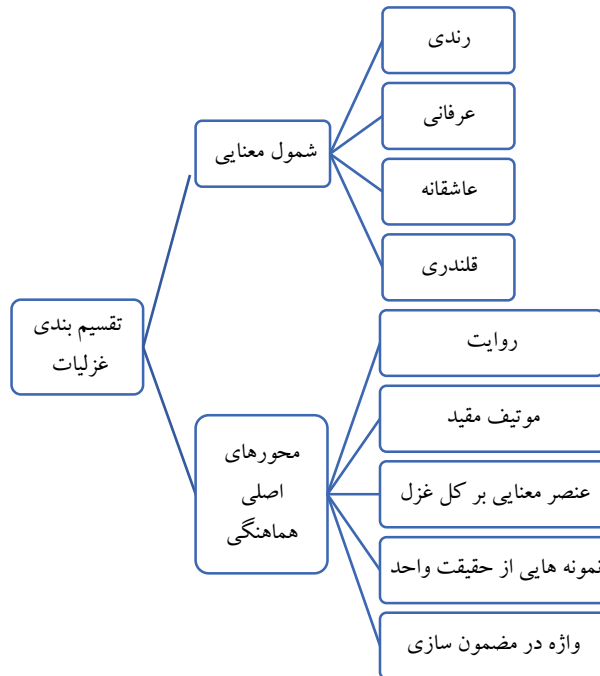 تقسیم بندی
غزلیات
شمول معنایی
رندی
عرفانی
عاشقانه
قلندری
محورهای
اصلی
هماهنگی
روایت
موتیف مقید
عنصر معنایی بر کل غزل
نمونه هایی از حقیقت واحد
واژه در مضمون سازی